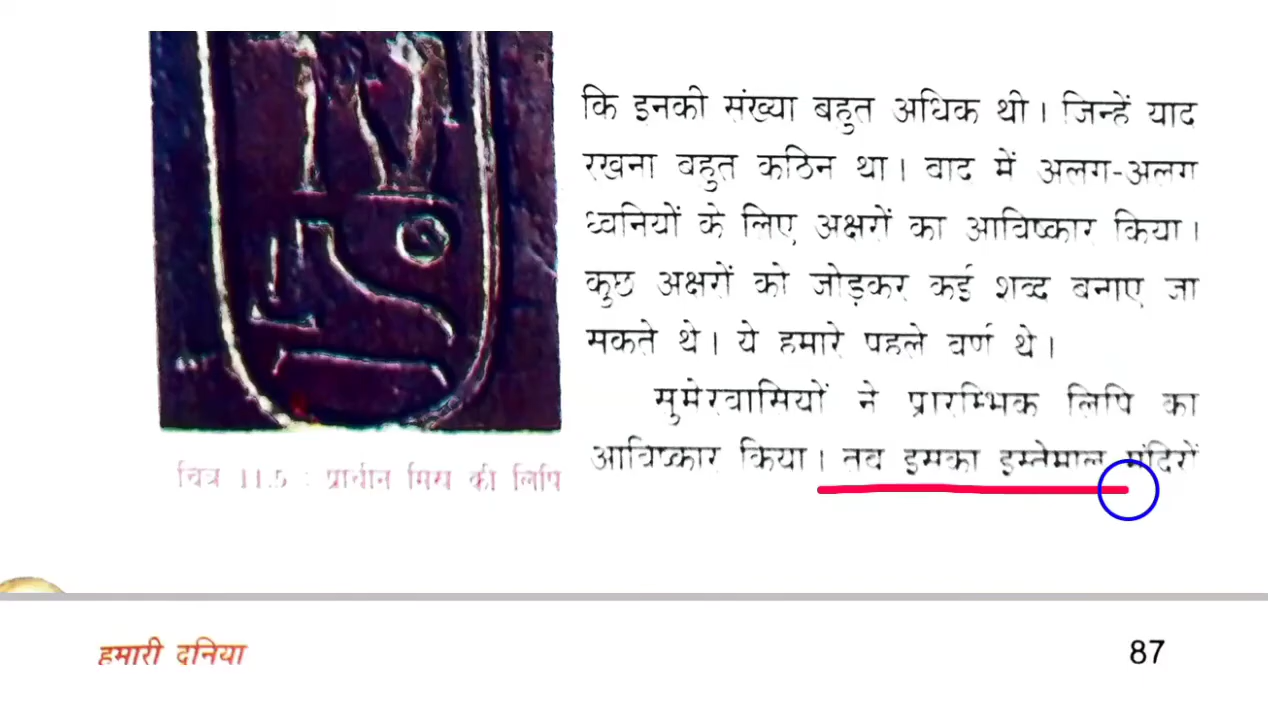 कि इनकी संख्या बहुत अधिक थी। जिन्हें याद
रखना बहुत कठिन था। बाद में अलग-अलग
ध्वनियों के लिए अक्षरों का आविष्कार किया।
कुछ अक्षरों को जोड़कर कई शब्द बनाए जा
सकते थे। ये हमारे पहले वर्ण थे।
सुमेरवासियों ने प्रारम्भिक लिपि का
आविष्कार किया। तब इसका इस्तेमाल मंदिरों
चित्र 11.5 : प्राचीन मिस्र की लिपि
हमारी दुनिया
87